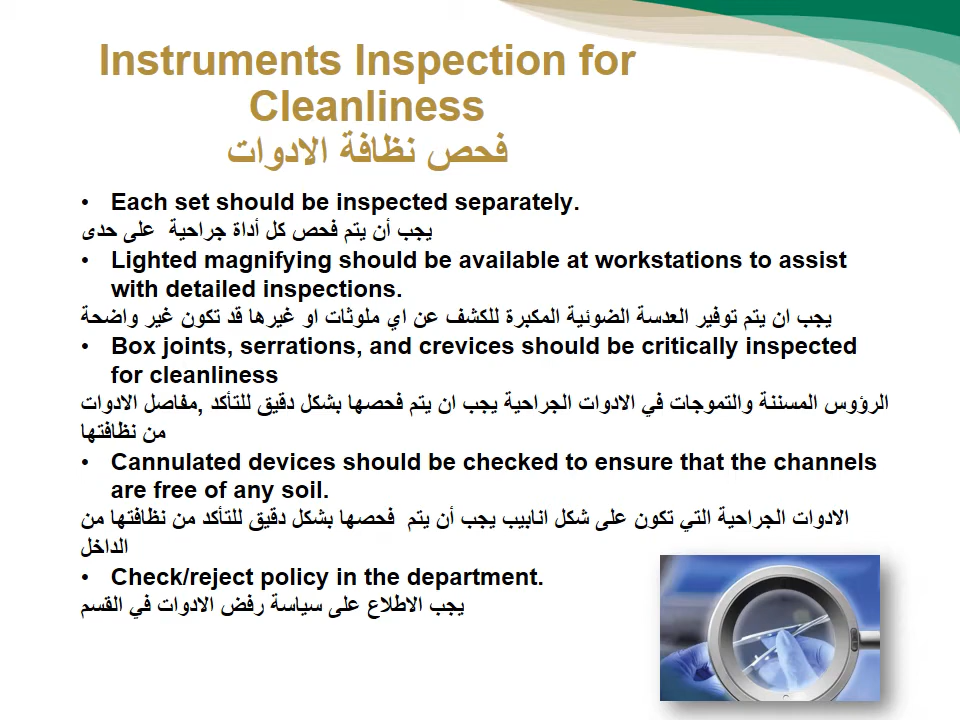 Instruments Inspection for
Cleanliness
فحص نظافة الادوات
• Each set should be inspected separately.
يجب أن يتم فحص كل أداة جراحية على حدى
• Lighted magnifying should be available at workstations to assist
with detailed inspections.
يجب ان يتم توفير العدسة الضوئية المكبرة للكشف عن اي ملوثات او غيرها قد تكون غير واضحة
• Box joints, serrations, and crevices should be critically inspected
for cleanliness
الرؤوس المسننة والتموجات في الادوات الجراحية يجب ان يتم فحصها بشكل دقيق للتأكد ,مفاصل الادوات
من نظافتها
• Cannulated devices should be checked to ensure that the channels
are free of any soil.
الادوات الجراحية التي تكون على شكل انابيب يجب أن يتم فحصها بشكل دقيق للتأكد من نظافتها من
الداخل
• Check/reject policy in the department.
يجب الاطلاع على سياسة رفض الادوات في القسم